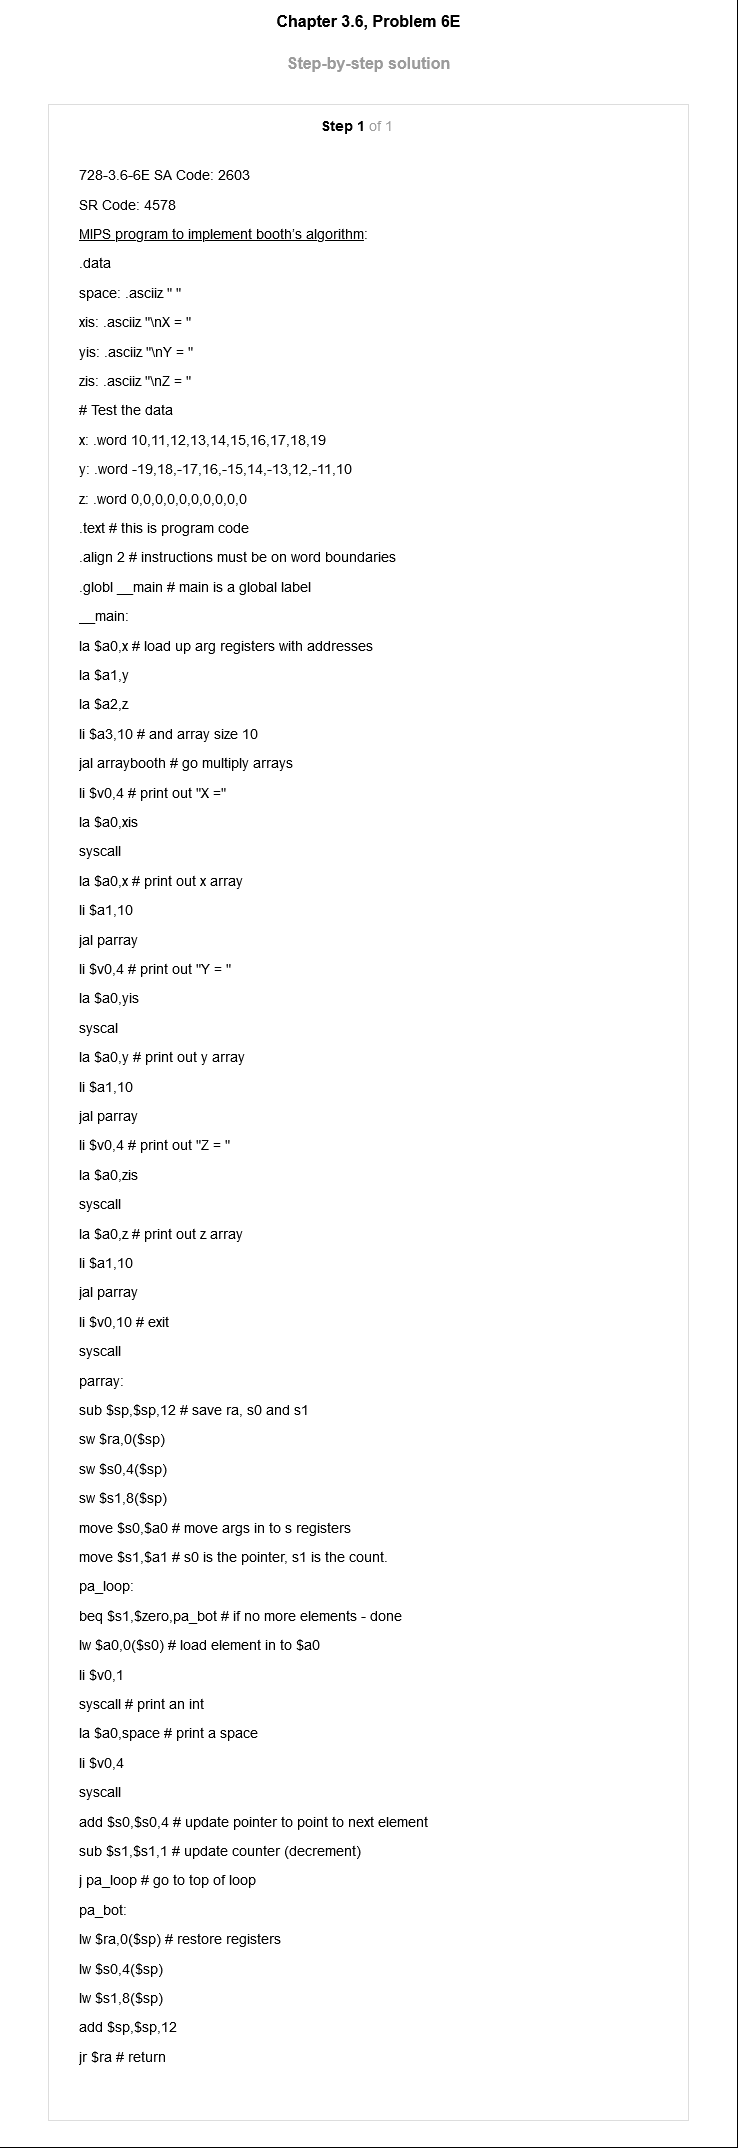 Chapter 3.6, Problem 6E
Step-by-step solution
Step 1 of 1
728-3.6-6E SA Code: 2603
SR Code: 4578
MIPS program to implement booth's algorithm:
.data
space: .asciiz " "
xis: .asciiz "\nX = "
yis: .asciiz "\nY = "
zis: .asciiz "\nZ = "
# Test the data
x: .word 10,11,12,13,14,15,16,17,18,19
y: .word -19,18,-17,16,-15,14,-13,12,-11,10
z: .word 0,0,0,0,0,0,0,0,0,0
.text # this is program code
.align 2 # instructions must be on word boundaries
.globl __main # main is a global label
__main:
la $a0,x # load up arg registers with addresses
la $a1,y
la $a2,z
li $a3,10 # and array size 10
jal arraybooth # go multiply arrays
li $v0,4 # print out "X ="
la $a0,xis
syscall
la $a0,x # print out x array
li $a1,10
jal parray
li $v0,4 # print out "Y = "
la $a0,yis
syscal
la $a0,y # print out y array
li $a1,10
jal parray
li $v0,4 # print out "Z = "
la $a0,zis
syscall
la $a0,z # print out z array
li $a1,10
jal parray
li $v0,10 # exit
syscall
parray:
sub $sp,$sp,12 # save ra, s0 and s1
sw $ra,0($sp)
sw $s0,4($sp)
sw $s1,8($sp)
move $s0,$a0 # move args in to s registers
move $s1,$a1 # s0 is the pointer, s1 is the count.
pa_loop:
beq $s1,$zero,pa_bot # if no more elements - done
lw $a0,0($s0) # load element in to $a0
li $v0,1
syscall # print an int
la $a0,space # print a space
li $v0,4
syscall
add $s0,$s0,4 # update pointer to point to next element
sub $s1,$s1,1 # update counter (decrement)
j pa_loop # go to top of loop
pa_bot:
lw $ra,0($sp) # restore registers
lw $s0,4($sp)
lw $s1,8($sp)
add $sp,$sp,12
jr $ra # return